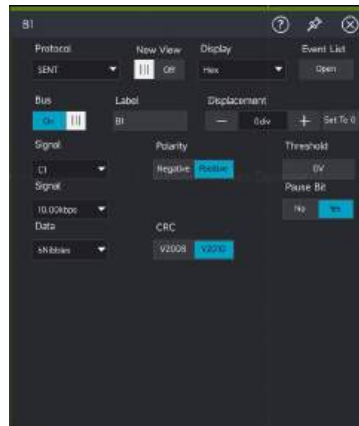 B1 ?
Protocol New View Display Event List
SENT Off Hex Open
Bus Label Displacement
On B1 — 0div + Set To 0
Signal Polarity Threshold
C1 Negative Positive 0V
Signal Pause Bit
10.00kbps No Yes
Data CRC
6Nibbles V2008 V2010